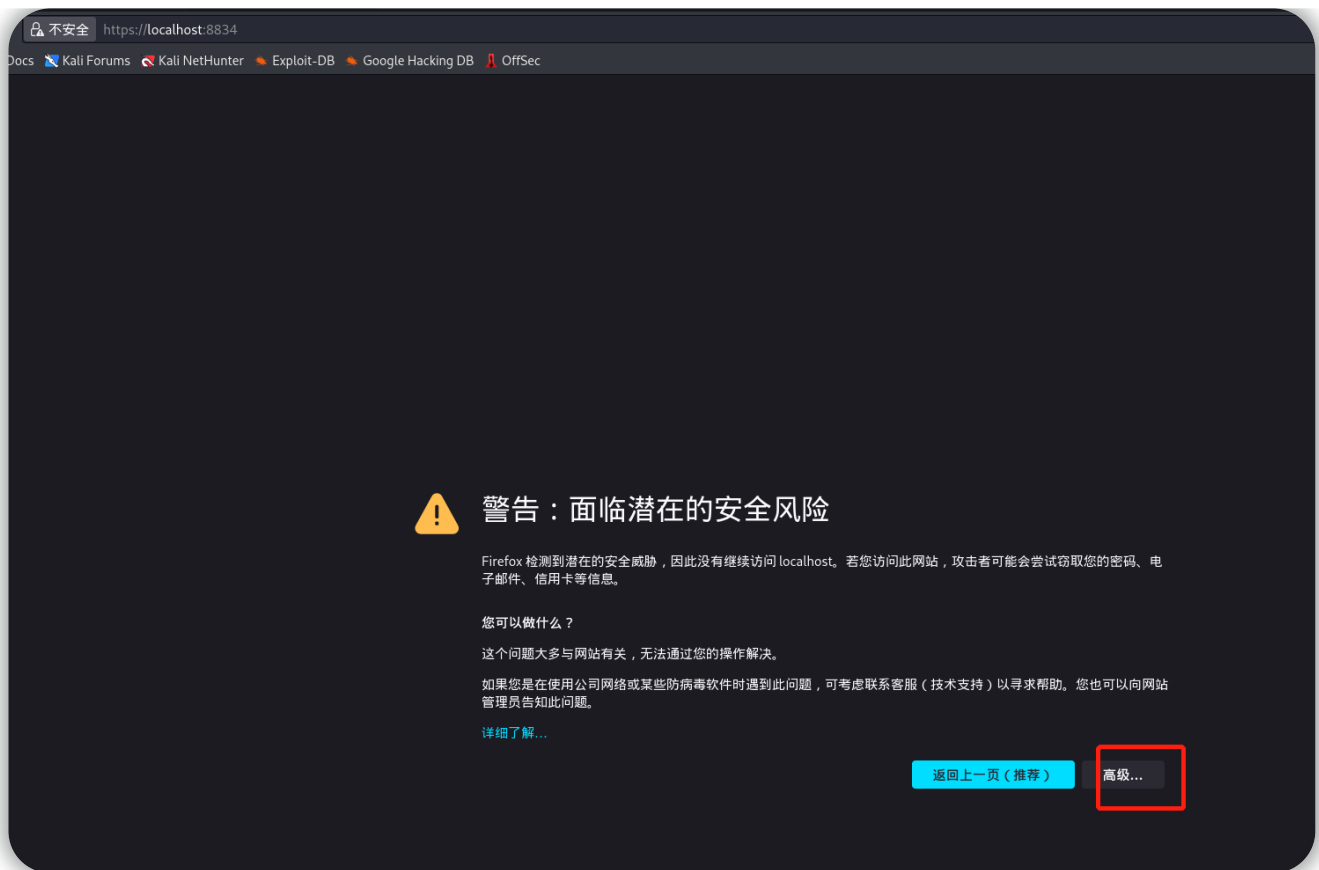 不安全 https://localhost:8834
Docs Kali Forums Kali NetHunter Exploit-DB Google Hacking DB OffSec
警告：面临潜在的安全风险
Firefox 检测到潜在的安全威胁，因此没有继续访问 localhost。若您访问此网站，攻击者可能会尝试窃取您的密码、电
子邮件、信用卡等信息。
您可以做什么？
这个问题大多与网站有关，无法通过您的操作解决。
如果您是在使用公司网络或某些防病毒软件时遇到此问题，可考虑联系客服（技术支持）以寻求帮助。您也可以向网站
管理员告知此问题。
详细了解…
返回上一页（推荐） 高级…